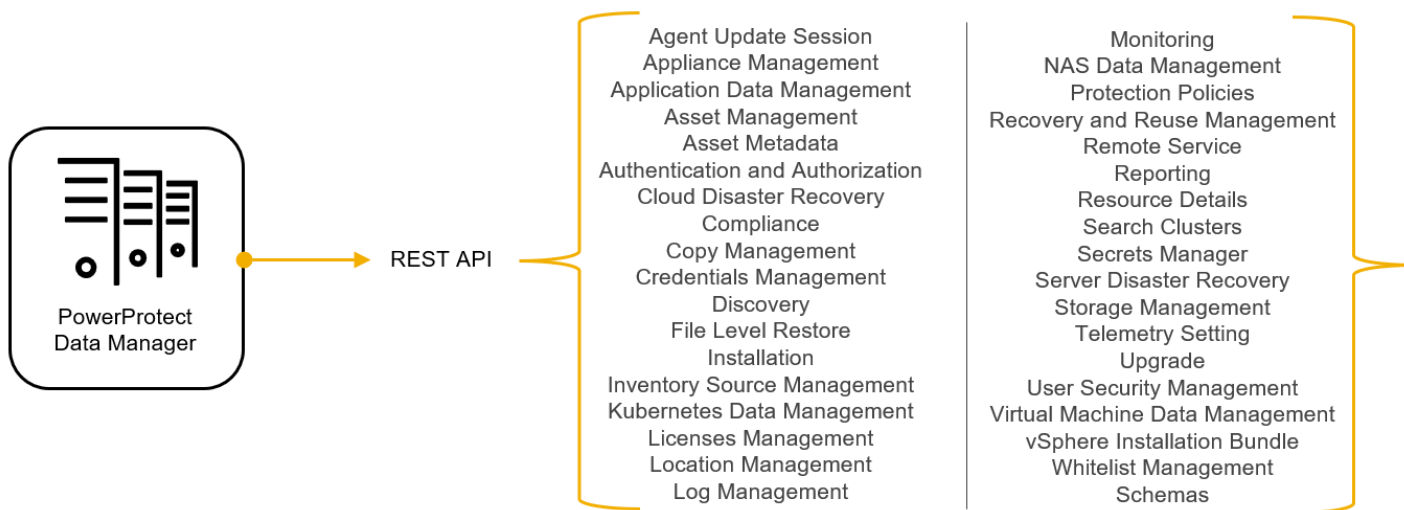 PowerProtect
Data Manager
REST API
Agent Update Session
Appliance Management
Application Data Management
Asset Management
Asset Metadata
Authentication and Authorization
Cloud Disaster Recovery
Compliance
Copy Management
Credentials Management
Discovery
File Level Restore
Installation
Inventory Source Management
Kubernetes Data Management
Licenses Management
Location Management
Log Management
Monitoring
NAS Data Management
Protection Policies
Recovery and Reuse Management
Remote Service
Reporting
Resource Details
Search Clusters
Secrets Manager
Server Disaster Recovery
Storage Management
Telemetry Setting
Upgrade
User Security Management
Virtual Machine Data Management
vSphere Installation Bundle
Whitelist Management
Schemas